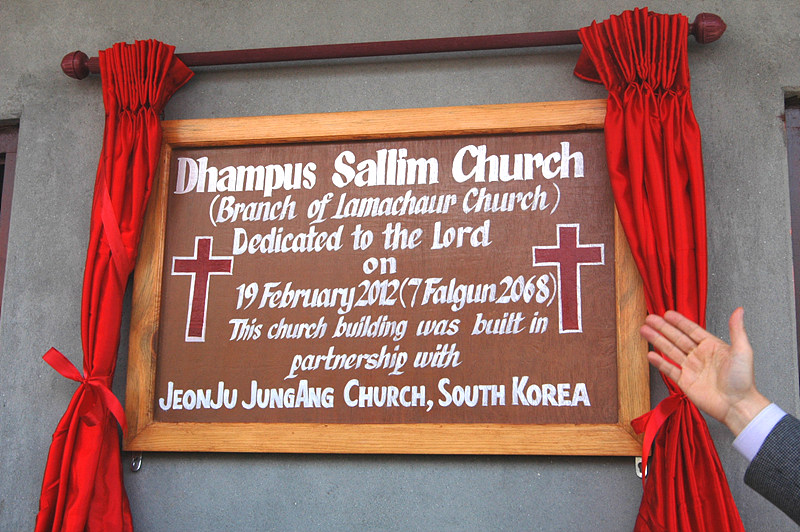 Dhampus Sallim Church
(Branch of Lamachaur Church)
Dedicated to the Lord
on
19 February 2012 (7 Falgun 2068)
This church building was built in
partnership with
JEONJU JUNGANG CHURCH, SOUTH KOREA